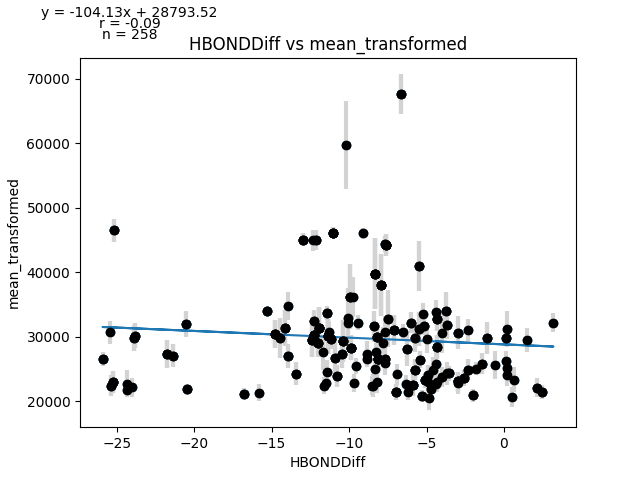 y = -104.13x + 28793.52
r = -0.09
n = 258
HBONDDiff vs mean_transformed
mean_transformed
70000
60000
50000
40000
30000
20000
−25
−20
−15
−10
−5
0
HBONDDiff